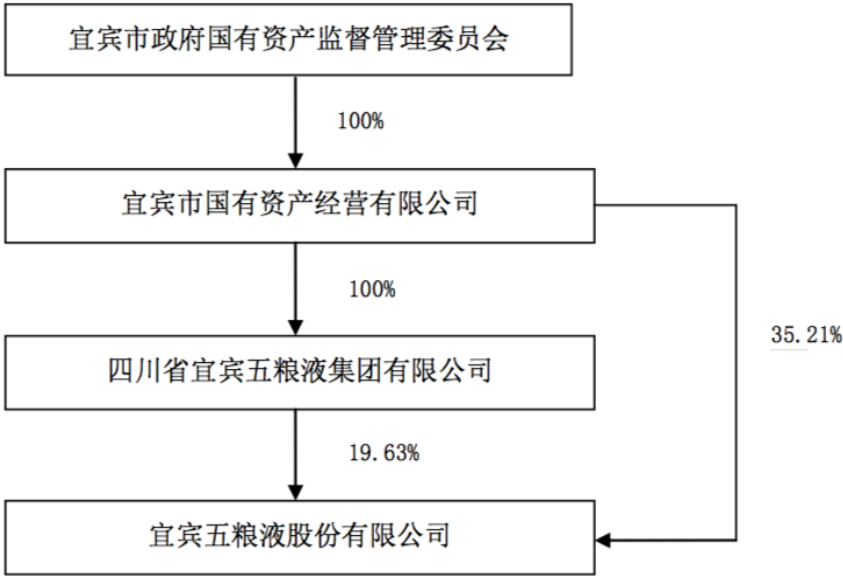 宜宾市政府国有资产监督管理委员会
100%
宜宾市国有资产经营有限公司
100%
35.21%
四川省宜宾五粮液集团有限公司
19.63%
宜宾五粮液股份有限公司